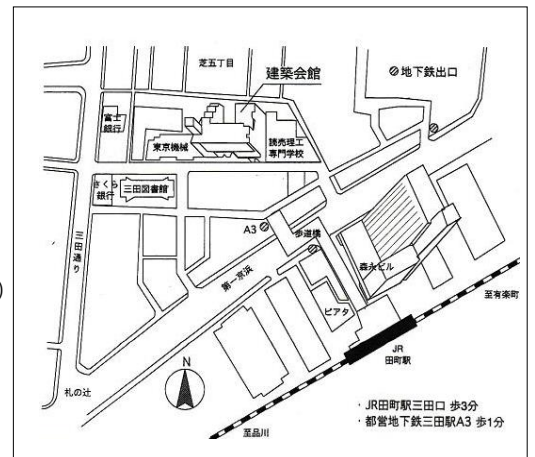 芝五丁目
建築会館
地下鉄出口
富士
銀行
東京機械
読売理工
専門学校
さくら
銀行
三田図書館
A3
歩道橋
三田通り
第一京浜
森永ビル
ピアタ
至有楽町
JR
田町駅
札の辻
N
至品川
・JR田町駅三田口 歩3分
・都営地下鉄三田駅A3 歩1分
)